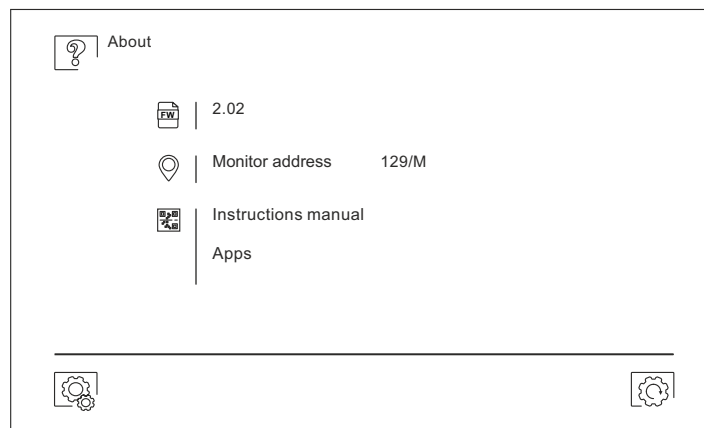 About
FW
2.02
Monitor address 129/M
Instructions manual
Apps